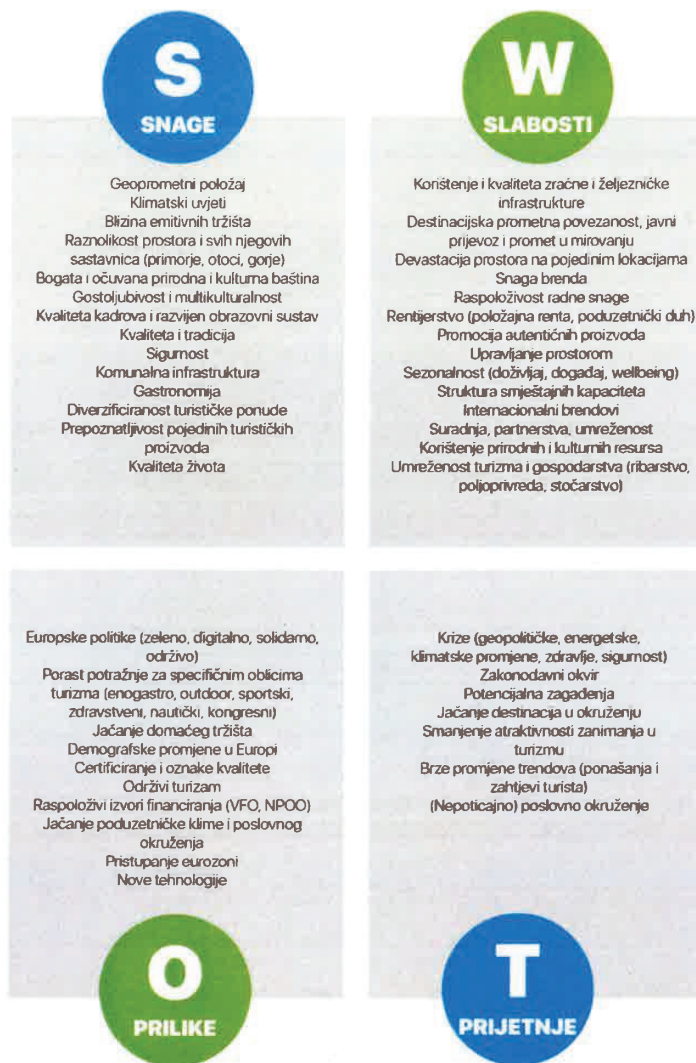 S
SNAGE
Geoprometni položaj
Klimatski uvjeti
Blizina emitivnih tržišta
Raznolikost prostora i svih njegovih
sastavnica (primorje, otoci, gorje)
Bogata i očuvana prirodna i kulturna baština
Gostoljubivost i multikulturalnost
Kvaliteta kadrova i razvijen obrazovni sustav
Kvaliteta i tradicija
Sigurnost
Komunalna infrastruktura
Gastronomija
Diverzificiranost turističke ponude
Prepoznatljivost pojedinih turističkih
proizvoda
Kvaliteta života
W
SLABOSTI
Korištenje i kvaliteta zračne i željezničke
infrastrukture
Destinacijska prometna povezanost, javni
prijevoz i promet u mirovanju
Devastacija prostora na pojedinim lokacijama
Snaga brenda
Raspoloživost radne snage
Rentijerstvo (položajna renta, poduzetnički duh)
Promocija autentičnih proizvoda
Upravljanje prostorom
Sezonalnost (doživljaj, događaj, wellbeing)
Struktura smještajnih kapaciteta
Internacionalni brendovi
Suradnja, partnerstva, umreženost
Korištenje prirodnih i kulturnih resursa
Umreženost turizma i gospodarstva (ribarstvo,
poljoprivreda, stočarstvo)
Europske politike (zeleno, digitalno, solidarno,
održivo)
Porast potražnje za specifičnim oblicima
turizma (enogastro, outdoor, sportski,
zdravstveni, nautički, kongresni)
Jačanje domaćeg tržišta
Demografske promjene u Europi
Certificiranje i oznake kvalitete
Održivi turizam
Raspoloživi izvori financiranja (VFO, NPOO)
Jačanje poduzetničke klime i poslovnog
okruženja
Pristupanje eurozoni
Nove tehnologije
O
PRILIKE
Krize (geopolitičke, energetske,
klimatske promjene, zdravlje, sigurnost)
Zakonodavni okvir
Potencijalna zagađenja
Jačanje destinacija u okruženju
Smanjenje atraktivnosti zanimanja u
turizmu
Brze promjene trendova (ponašanja i
zahtjevi turista)
(Nepoticajno) poslovno okruženje
T
PRIJETNJE